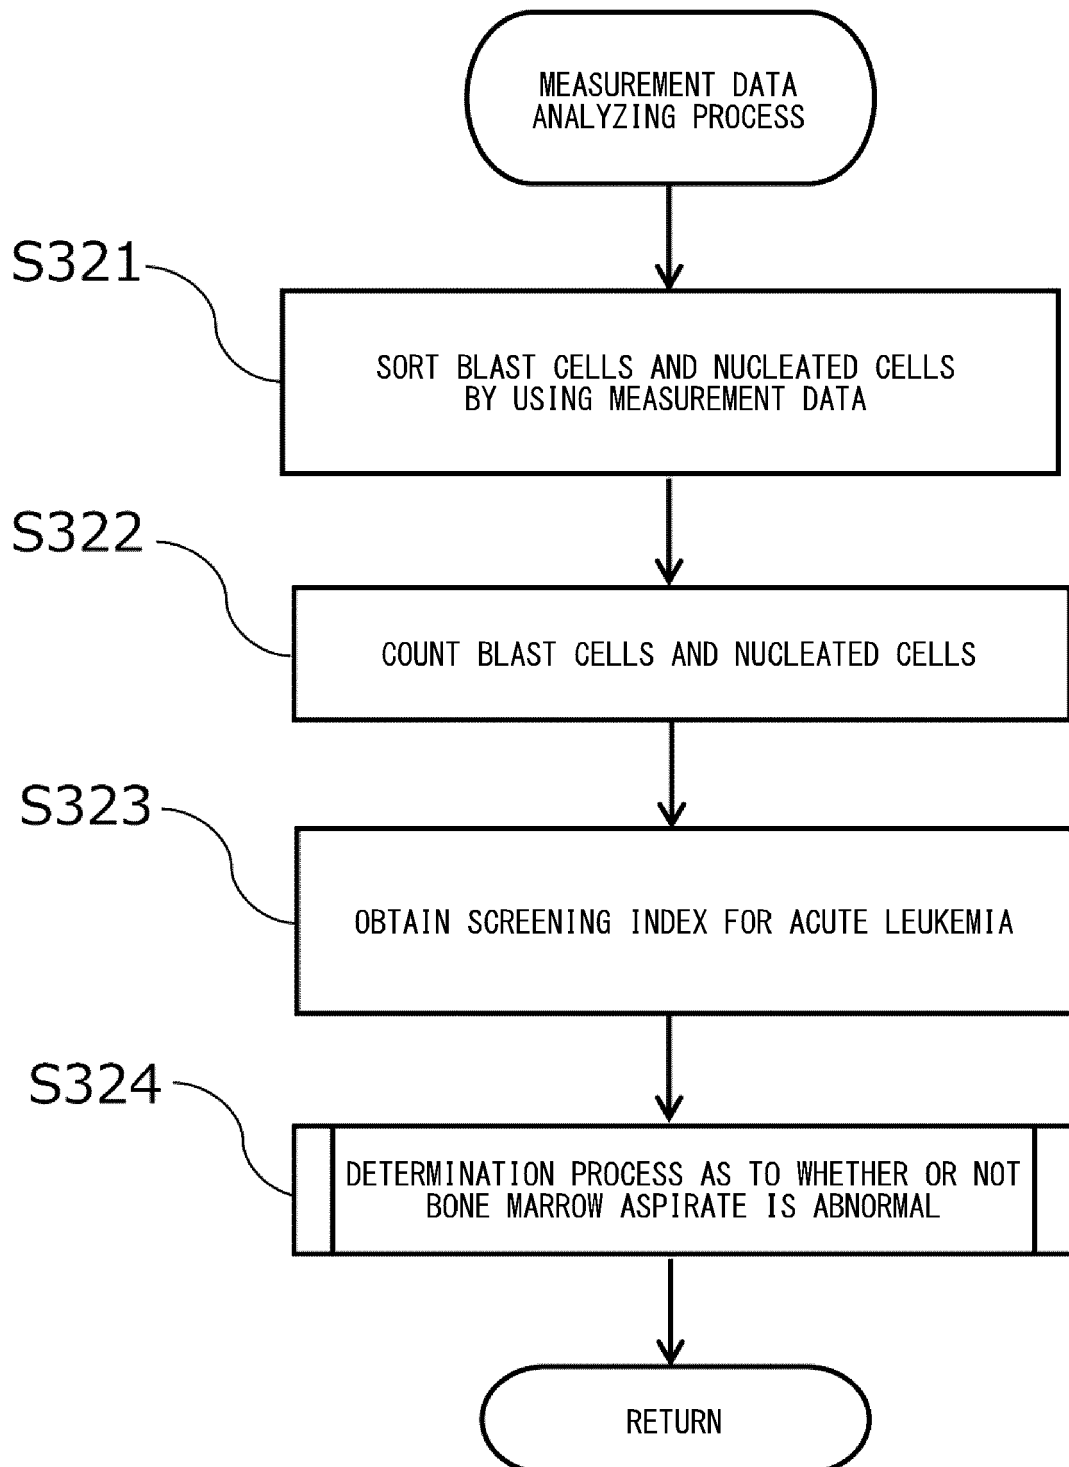 MEASUREMENT DATA
ANALYZING PROCESS
S321
SORT BLAST CELLS AND NUCLEATED CELLS
BY USING MEASUREMENT DATA
S322
COUNT BLAST CELLS AND NUCLEATED CELLS
S323
OBTAIN SCREENING INDEX FOR ACUTE LEUKEMIA
S324
DETERMINATION PROCESS AS TO WHETHER OR NOT
BONE MARROW ASPIRATE IS ABNORMAL
RETURN